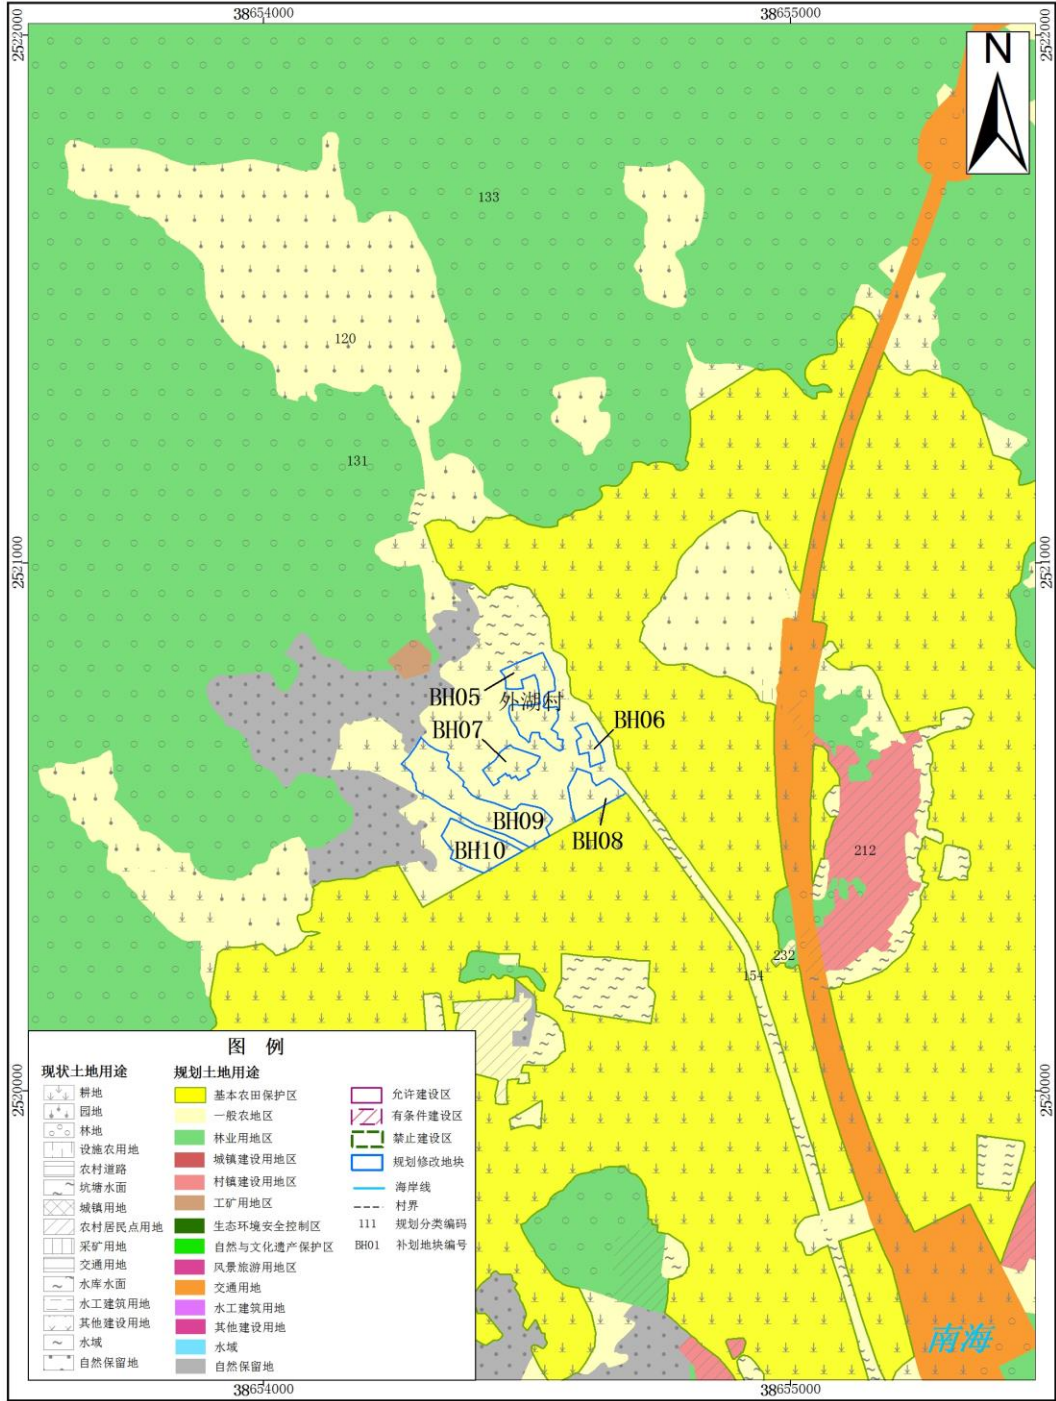 38654000
38655000
2522000
2522000
N
133
120
131
2521000
2521000
BH05
外湖村
BH07
BH06
BH09
BH10
BH08
212
232
154
2520000
2520000
图 例
现状土地用途
耕地
园地
林地
设施农用地
农村道路
坑塘水面
城镇用地
农村居民点用地
采矿用地
交通用地
水库水面
水工建筑用地
其他建设用地
水域
自然保留地
规划土地用途
基本农田保护区
一般农地区
林业用地区
城镇建设用地区
村镇建设用地区
工矿用地区
生态环境安全控制区
自然与文化遗产保护区
风景旅游用地区
交通用地
水工建筑用地
其他建设用地
水域
自然保留地
允许建设区
有条件建设区
禁止建设区
规划修改地块
海岸线
村界
111 规划分类编码
BH01 补划地块编号
南海
38654000
38655000